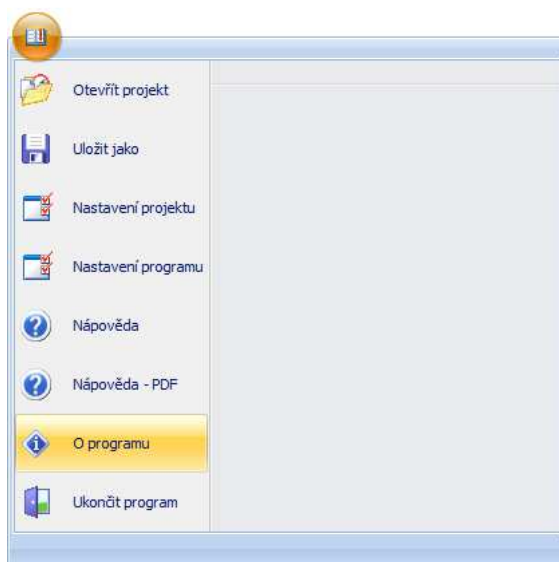 Otevřít projekt
Uložit jako
Nastavení projektu
Nastavení programu
Nápověda
Nápověda - PDF
O programu
Ukončit program